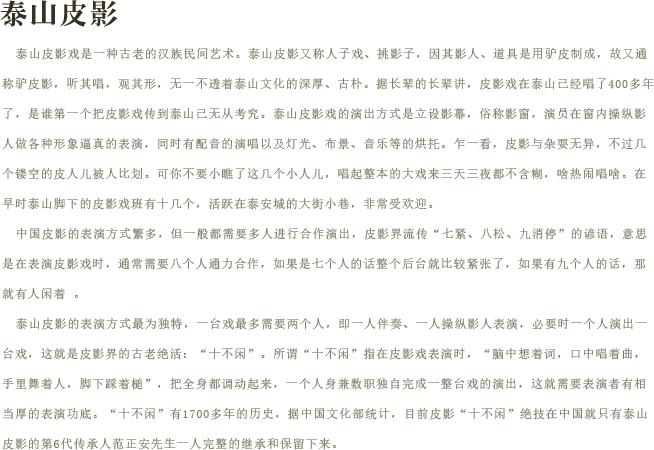 泰山皮影
泰山皮影戏是一种古老的汉族民间艺术。泰山皮影又称人子戏、挑影子，因其影人、道具是用驴皮制成，故又通
称驴皮影，听其唱，观其形，无一不透着泰山文化的深厚、古朴。据长辈的长辈讲，皮影戏在泰山已经唱了400多年
了，是谁第一个把皮影戏传到泰山已无从考究。泰山皮影戏的演出方式是立设影幕，俗称影窗，演员在窗内操纵影
人做各种形象逼真的表演，同时有配音的演唱以及灯光、布景、音乐等的烘托。乍一看，皮影与杂耍无异，不过几
个镂空的皮人儿被人比划。可你不要小瞧了这几个小人儿，唱起整本的大戏来三天三夜都不含糊，啥热闹唱啥。在
早时泰山脚下的皮影戏班有十几个，活跃在泰安城的大街小巷，非常受欢迎。
中国皮影的表演方式繁多，但一般都需要多人进行合作演出，皮影界流传“七紧、八松、九消停”的谚语，意思
是在表演皮影戏时，通常需要八个人通力合作，如果是七个人的话整个后台就比较紧张了，如果有九个人的话，那
就有人闲着 。
泰山皮影的表演方式最为独特，一台戏最多需要两个人，即一人伴奏、一人操纵影人表演，必要时一个人演出一
台戏，这就是皮影界的古老绝活：“十不闲”。所谓“十不闲”指在皮影戏表演时，“脑中想着词，口中唱着曲，
手里舞着人，脚下踩着槌”，把全身都调动起来，一个人身兼数职独自完成一整台戏的演出，这就需要表演者有相
当厚的表演功底。“十不闲”有1700多年的历史，据中国文化部统计，目前皮影“十不闲”绝技在中国就只有泰山
皮影的第6代传承人范正安先生一人完整的继承和保留下来。